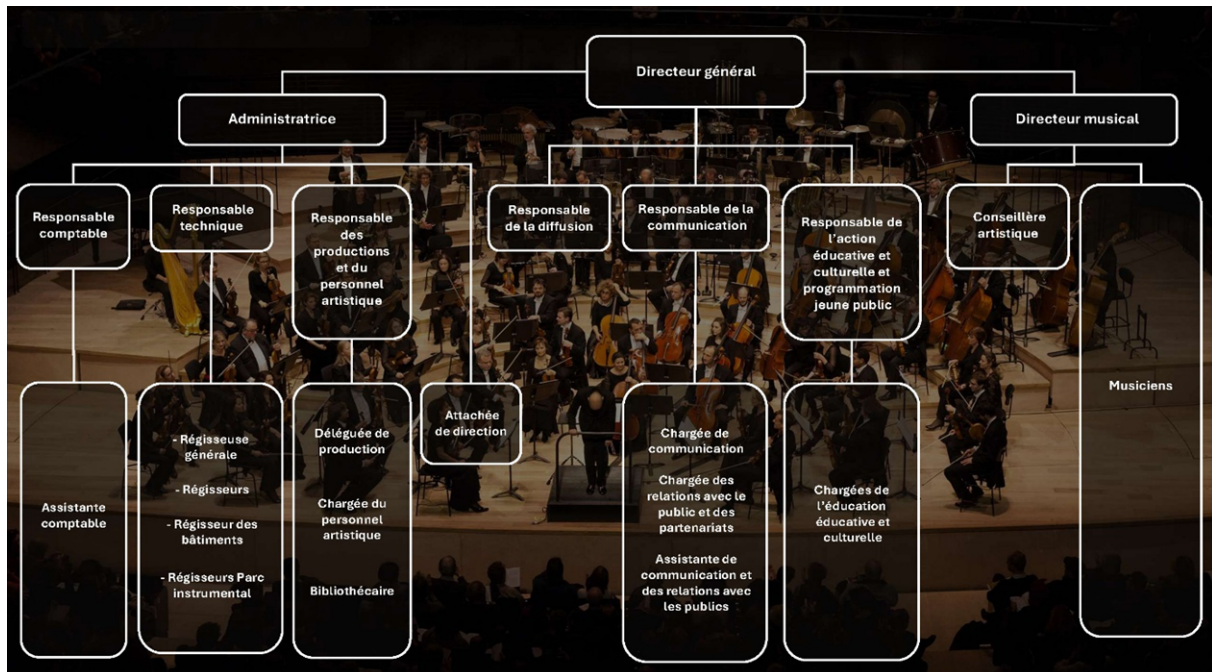 Directeur général
Administratrice
Directeur musical
Responsable
comptable
Responsable
technique
Responsable
des
productions
et du
personnel
artistique
Responsable
de la diffusion
Responsable de la
communication
Responsable de
l'action
éducative et
culturelle et
programmation
jeune public
Conseillère
artistique
Musiciens
Assistante
comptable
- Régisseuse
générale
- Régisseurs
- Régisseur des
bâtiments
- Régisseurs Parc
instrumental
Déléguée de
production
Chargée du
personnel
artistique
Bibliothécaire
Attachée
de direction
Chargée de
communication
Chargée des
relations avec le
public et des
partenariats
Assistante de
communication et
des relations avec
les publics
Chargées de
l'éducation
éducative et
culturelle